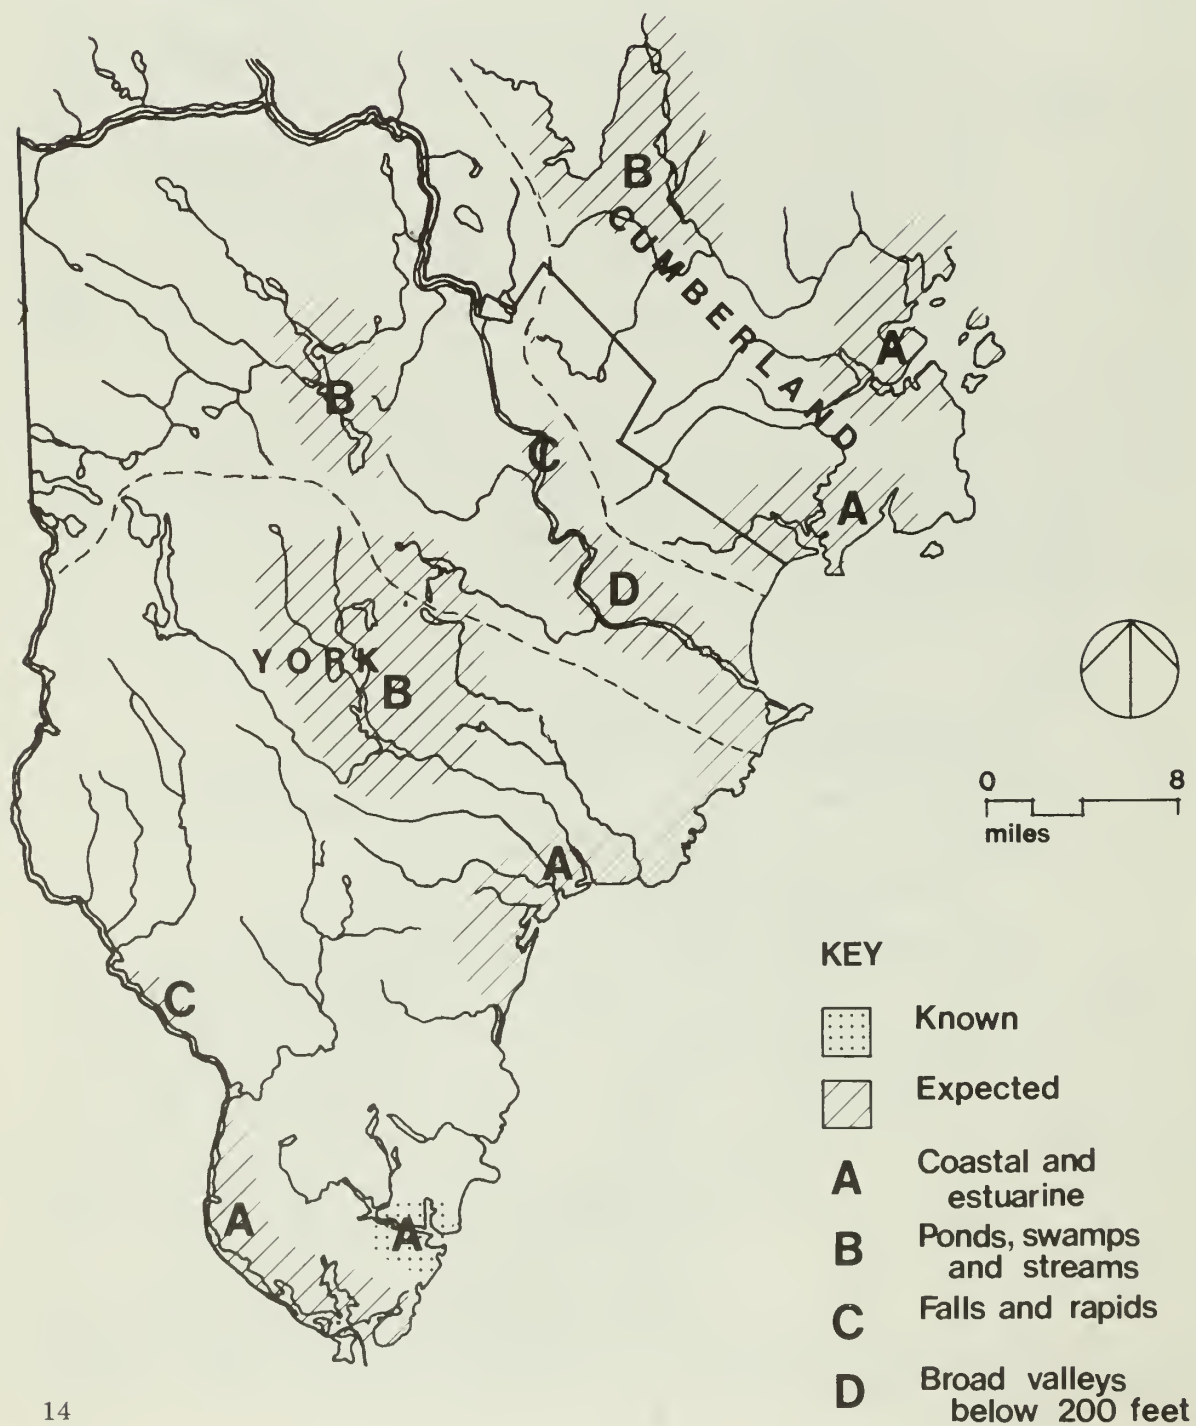 B
CUMBERLAND
A
B
C
A
D
YORK
B
0 8
miles
A
C
A
A
KEY
Known
Expected
A Coastal and
estuarine
B Ponds, swamps
and streams
C Falls and rapids
D Broad valleys
below 200 feet
14